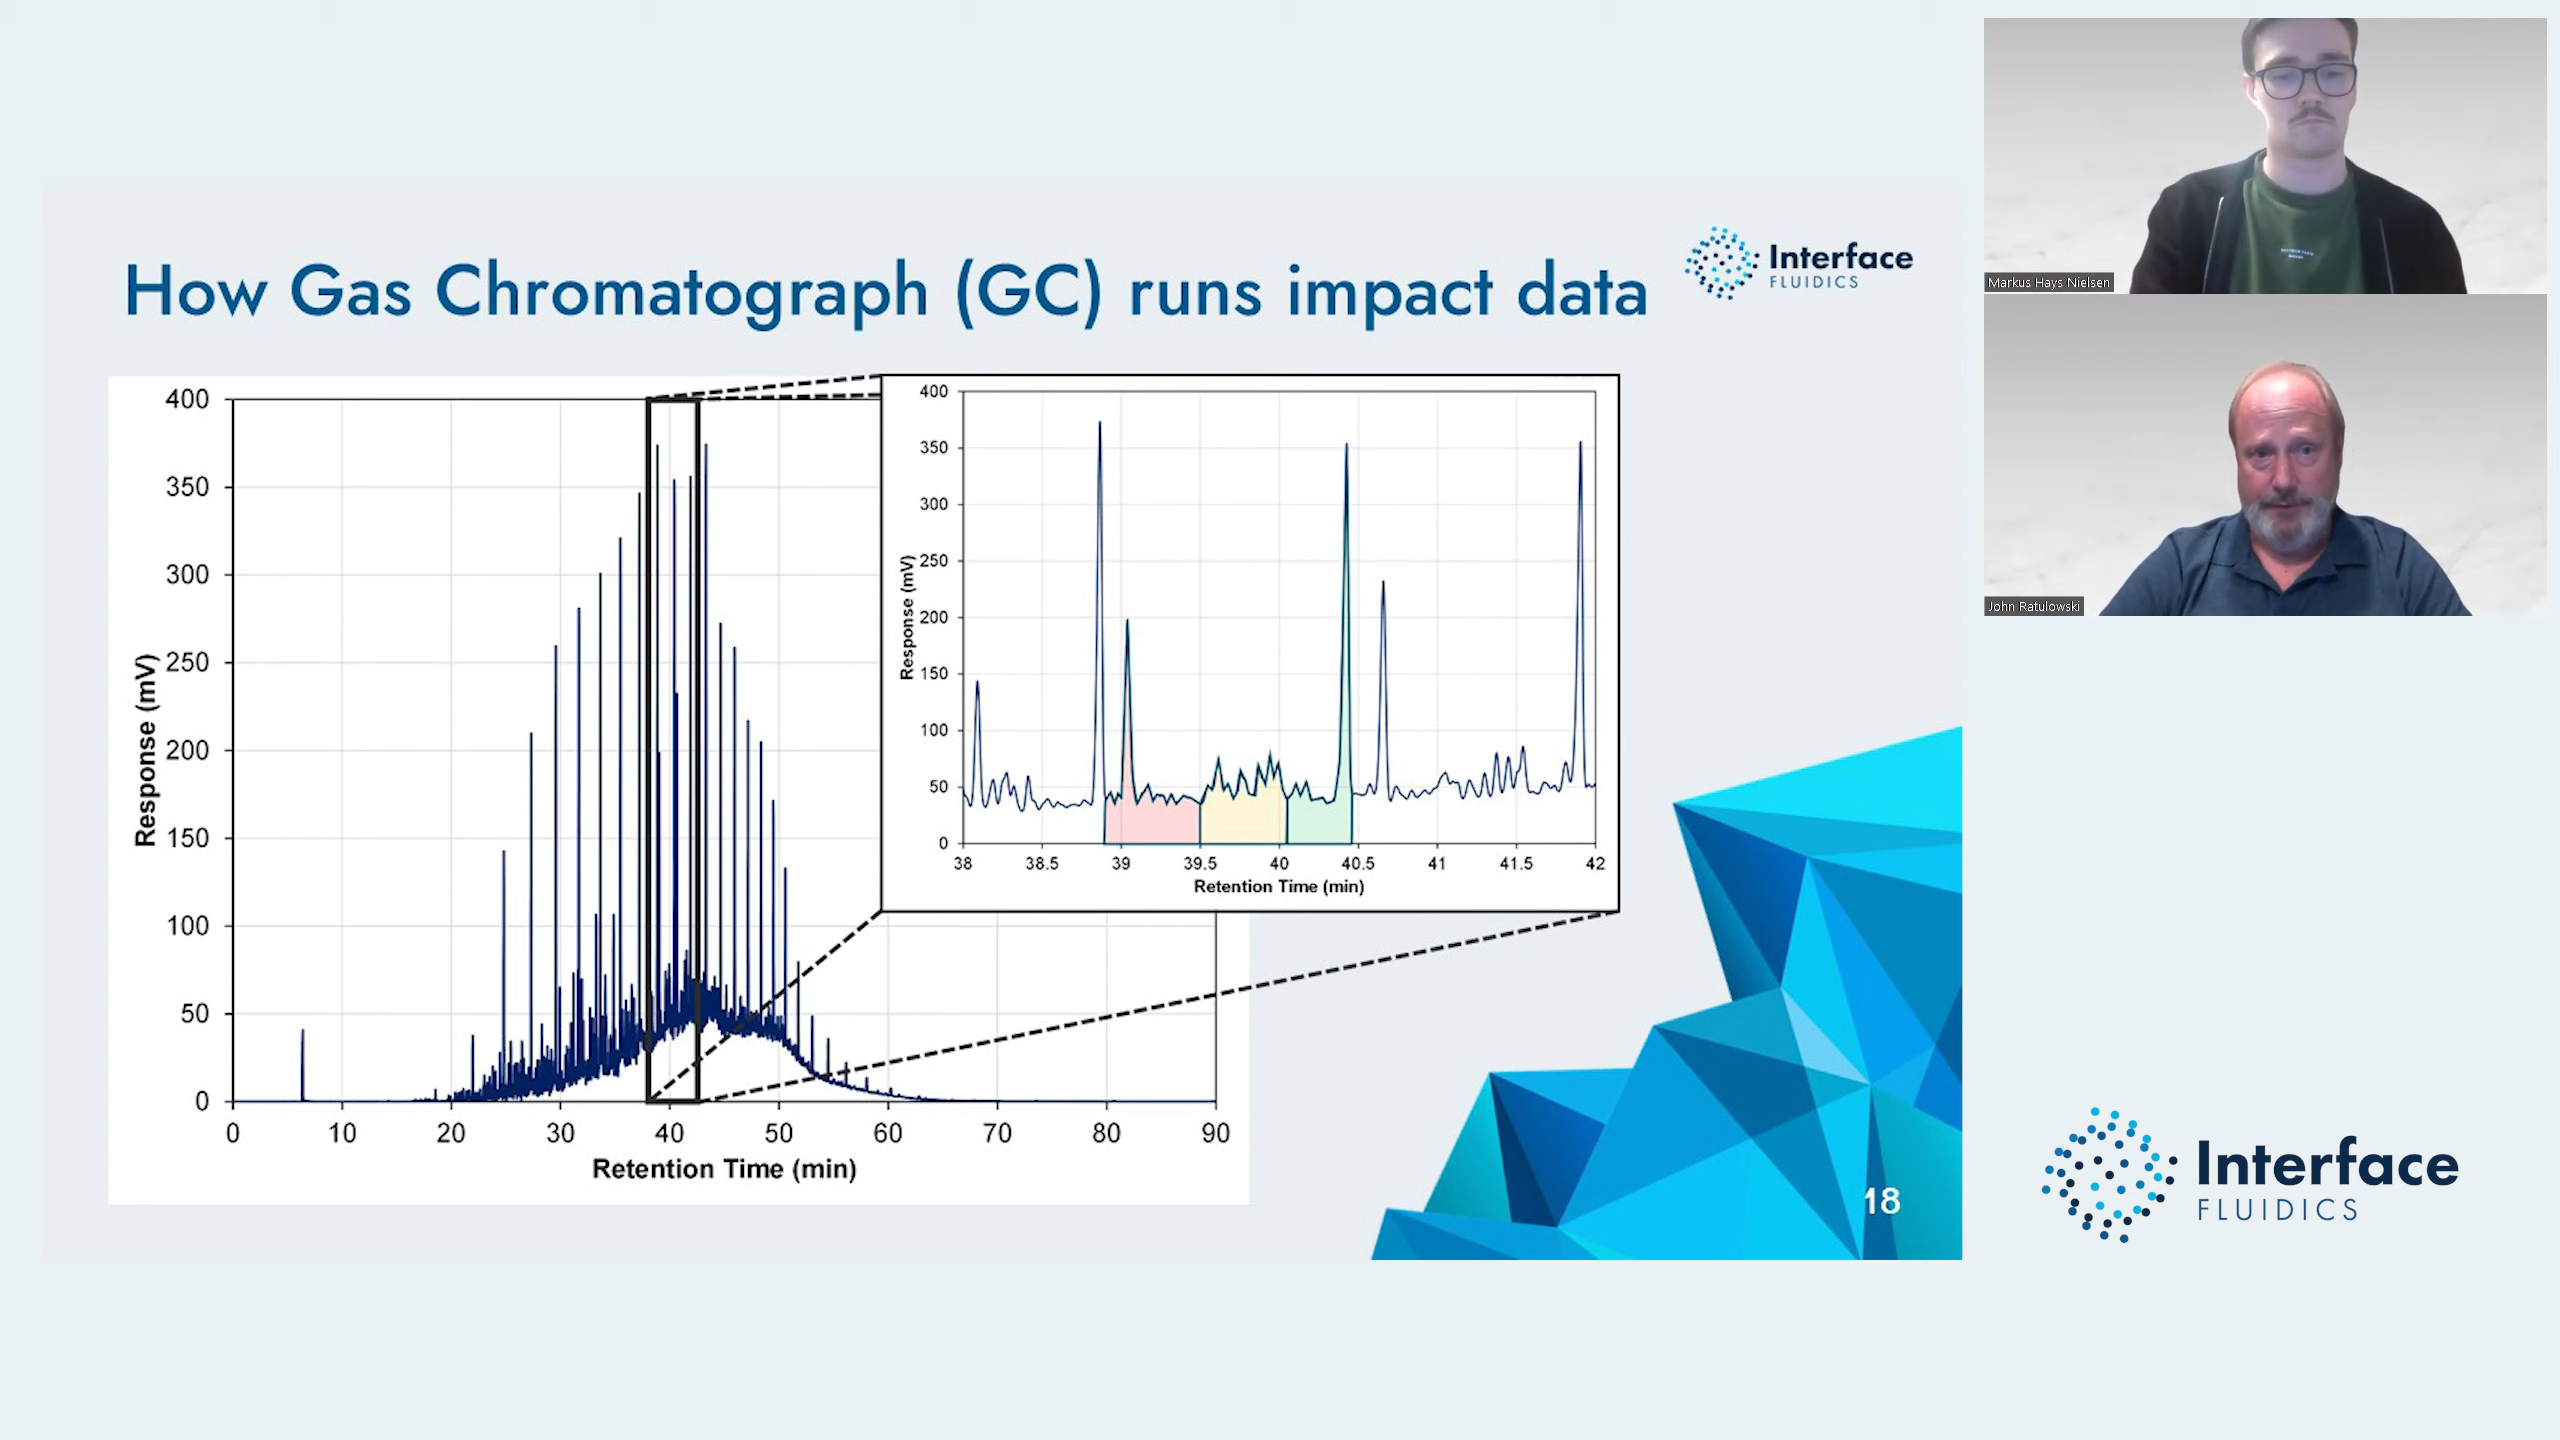 How Gas Chromatograph (GC) runs impact data
Interface
FLUIDICS
400
350
300
250
200
150
100
50
0
Response (mV)
0 10 20 30 40 50 60 70 80 90
Retention Time (min)
400
350
300
250
200
150
100
50
0
Response (mV)
38 38.5 39 39.5 40 40.5 41 41.5 42
Retention Time (min)
18
Markus Hays Nielsen
John Ratulowski
Interface
FLUIDICS